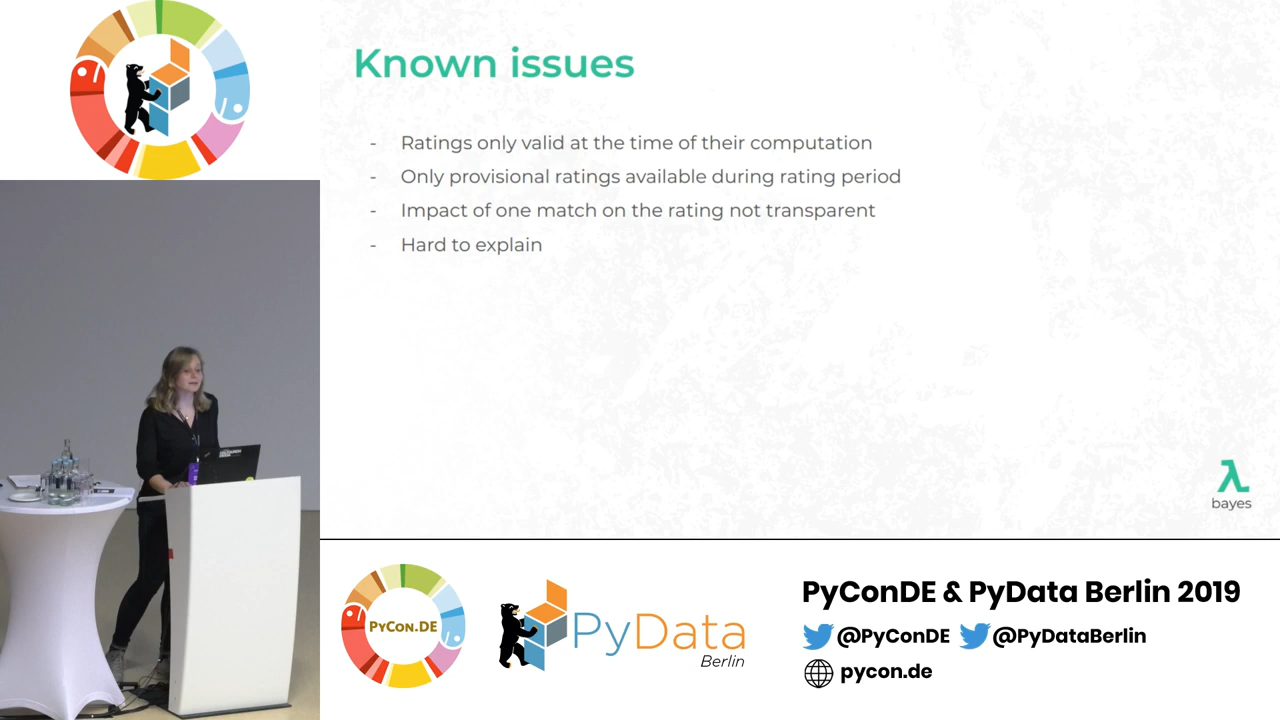 Known issues
- Ratings only valid at the time of their computation
- Only provisional ratings available during rating period
- Impact of one match on the rating not transparent
- Hard to explain
bayes
PYCON.DE
PyData
Berlin
PyConDE & PyData Berlin 2019
@PyConDE @PyDataBerlin
pycon.de